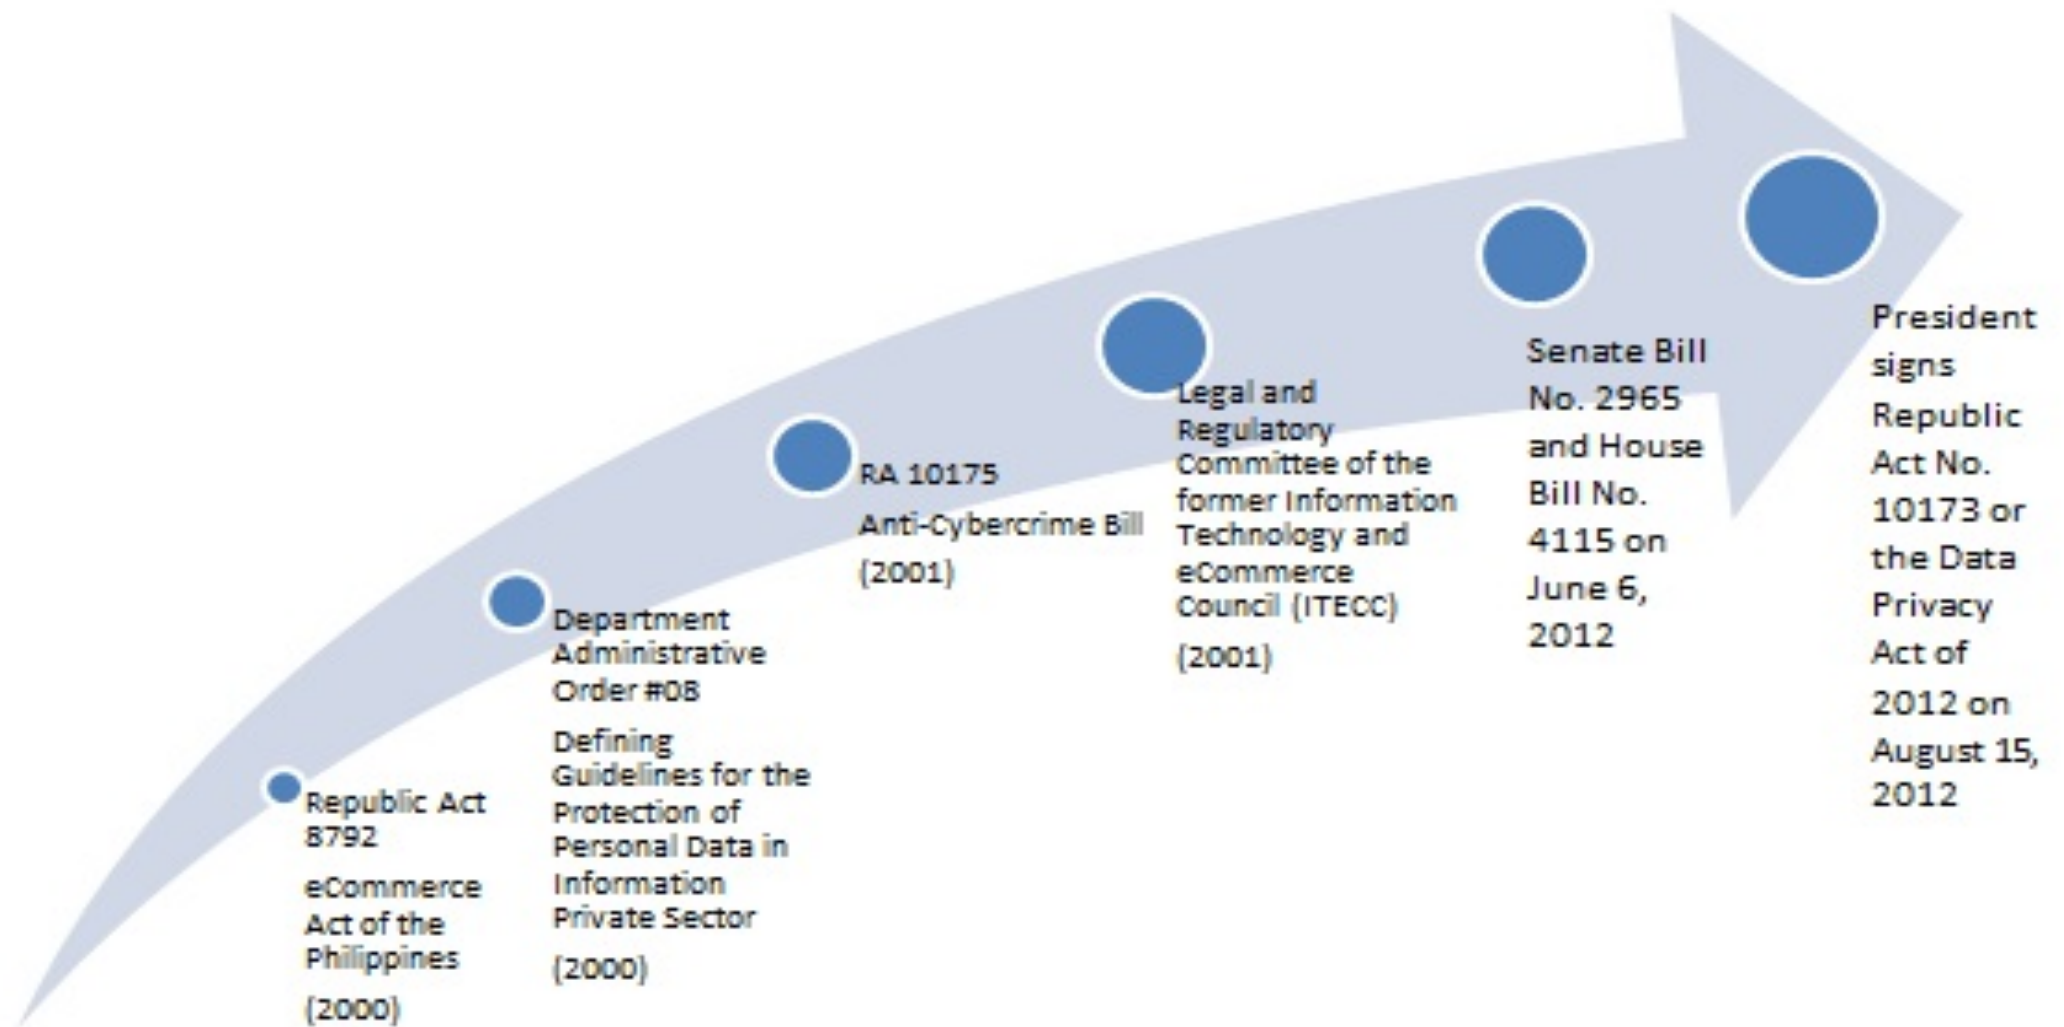 Republic Act
8792
eCommerce
Act of the
Philippines
(2000)
Department
Administrative
Order #08
Defining
Guidelines for the
Protection of
Personal Data in
Information
Private Sector
(2000)
RA 10175
Anti-Cybercrime Bill
(2001)
Legal and
Regulatory
Committee of the
former Information
Technology and
eCommerce
Council (ITECC)
(2001)
Senate Bill
No. 2965
and House
Bill No.
4115 on
June 6,
2012
President
signs
Republic
Act No.
10173 or
the Data
Privacy
Act of
2012 on
August 15,
2012